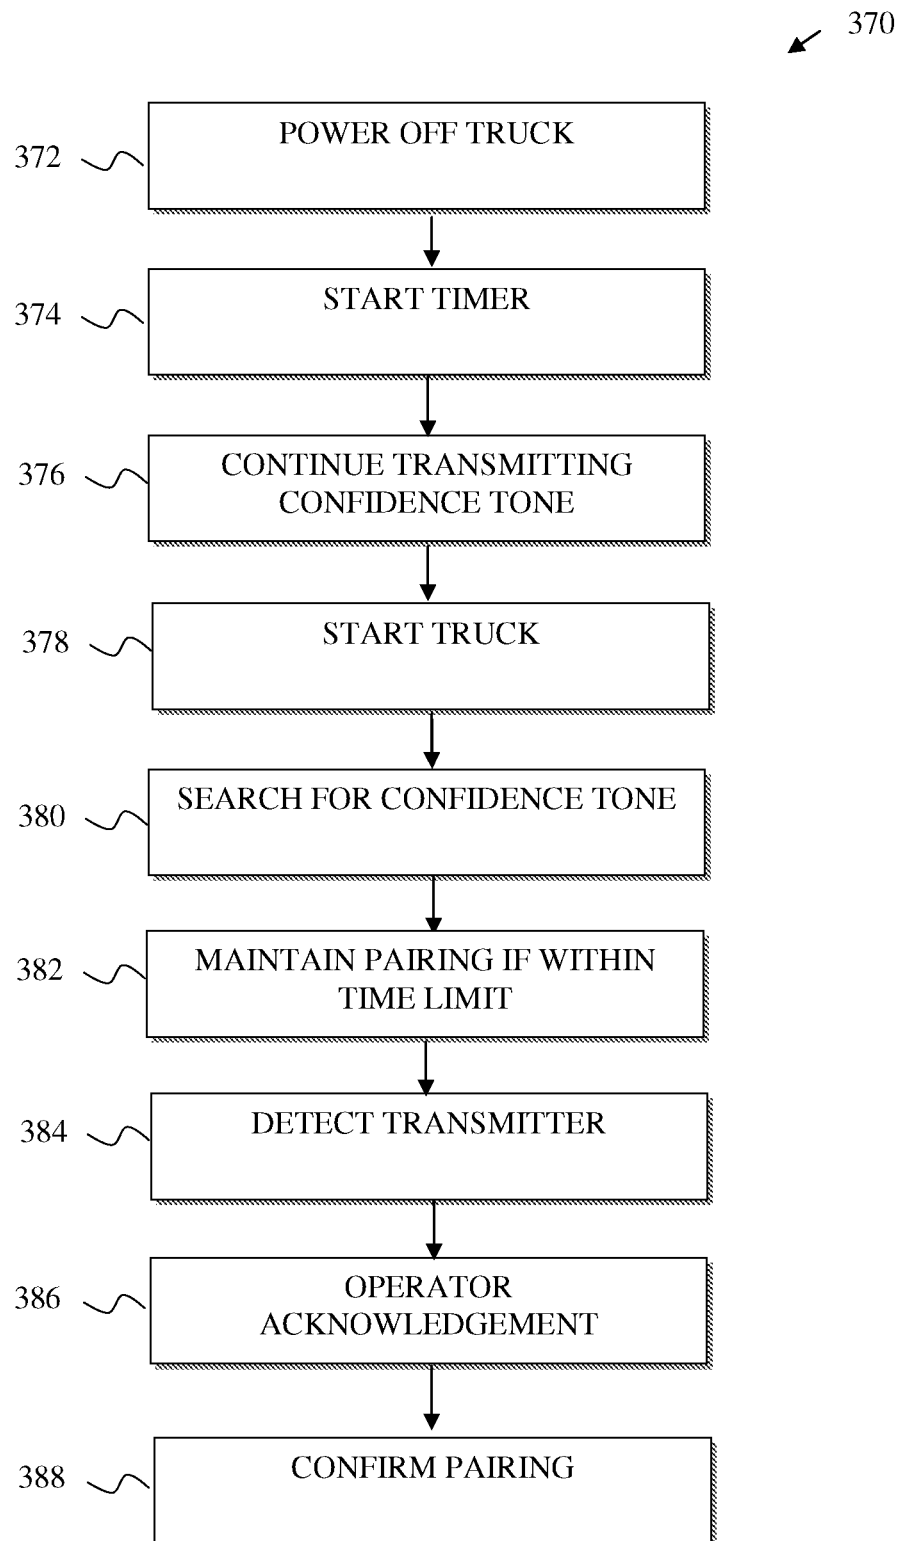 370
372
POWER OFF TRUCK
374
START TIMER
376
CONTINUE TRANSMITTING
CONFIDENCE TONE
378
START TRUCK
380
SEARCH FOR CONFIDENCE TONE
382
MAINTAIN PAIRING IF WITHIN
TIME LIMIT
384
DETECT TRANSMITTER
386
OPERATOR
ACKNOWLEDGEMENT
388
CONFIRM PAIRING